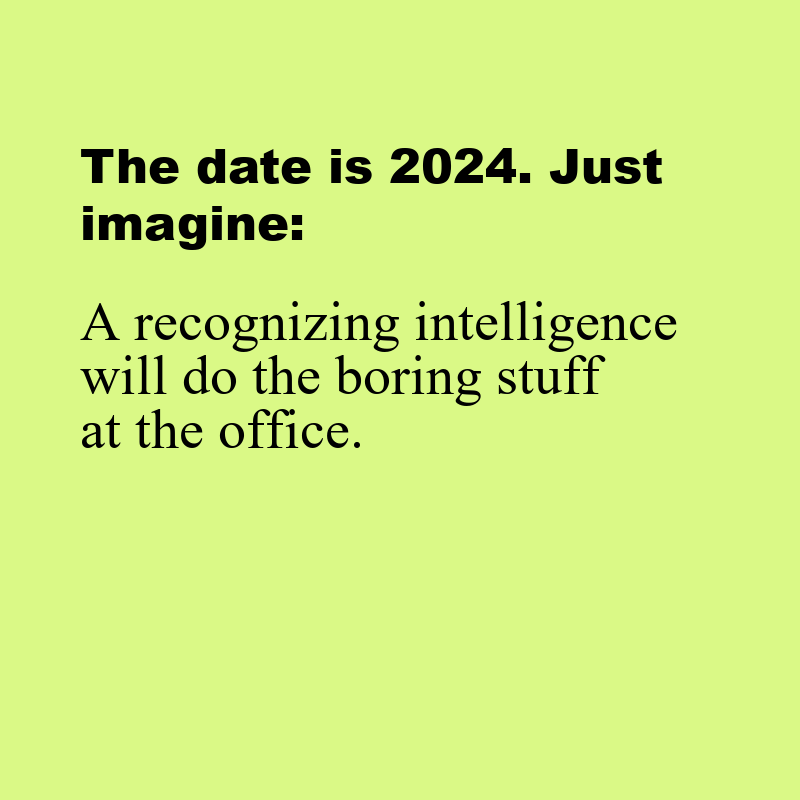 The date is 2024. Just
imagine:
A recognizing intelligence
will do the boring stuff
at the office.